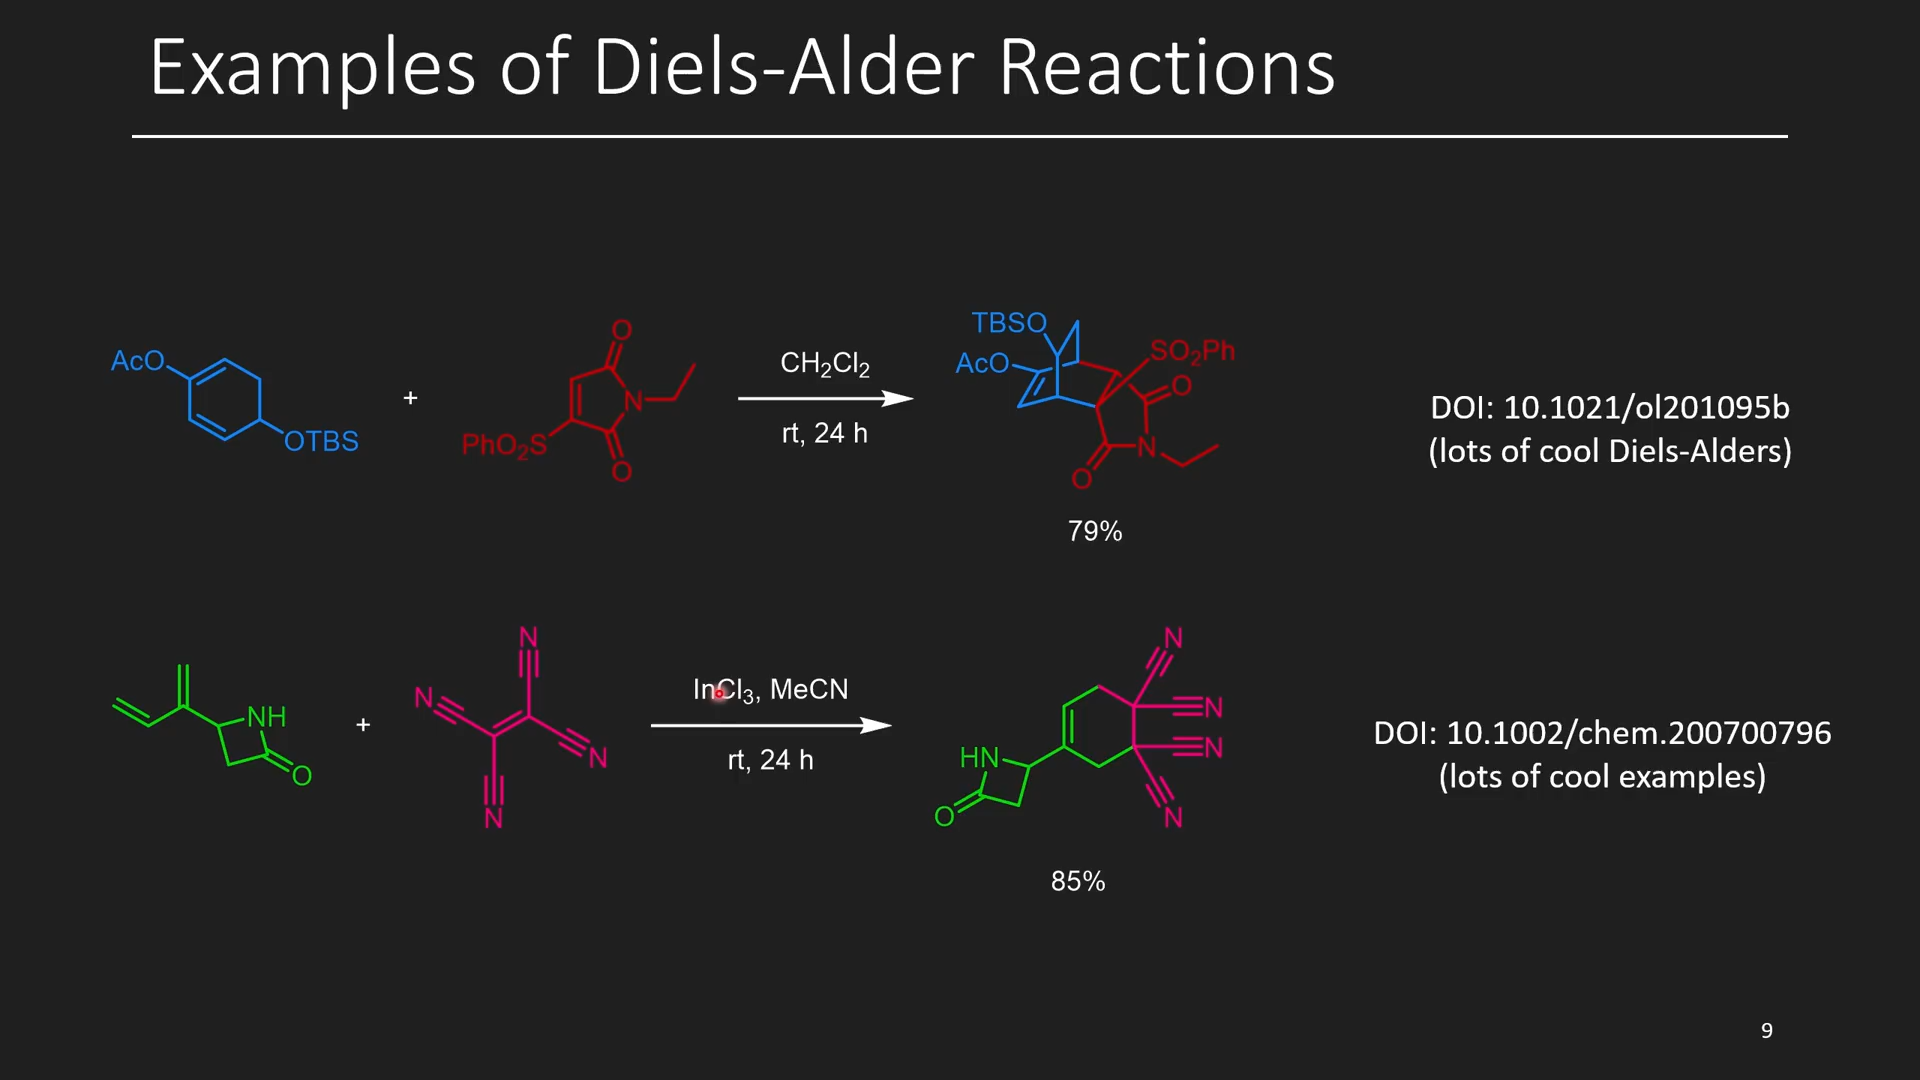 Examples of Diels-Alder Reactions
AcO
OTBS
+
PhO₂S
O
N
O
CH₂Cl₂
rt, 24 h
TBSO
AcO
SO₂Ph
O
N
O
79%
DOI: 10.1021/ol201095b
(lots of cool Diels-Alders)
NH
O
+
N
N
N
N
InCl₃, MeCN
rt, 24 h
HN
O
N
N
N
N
85%
DOI: 10.1002/chem.200700796
(lots of cool examples)
9